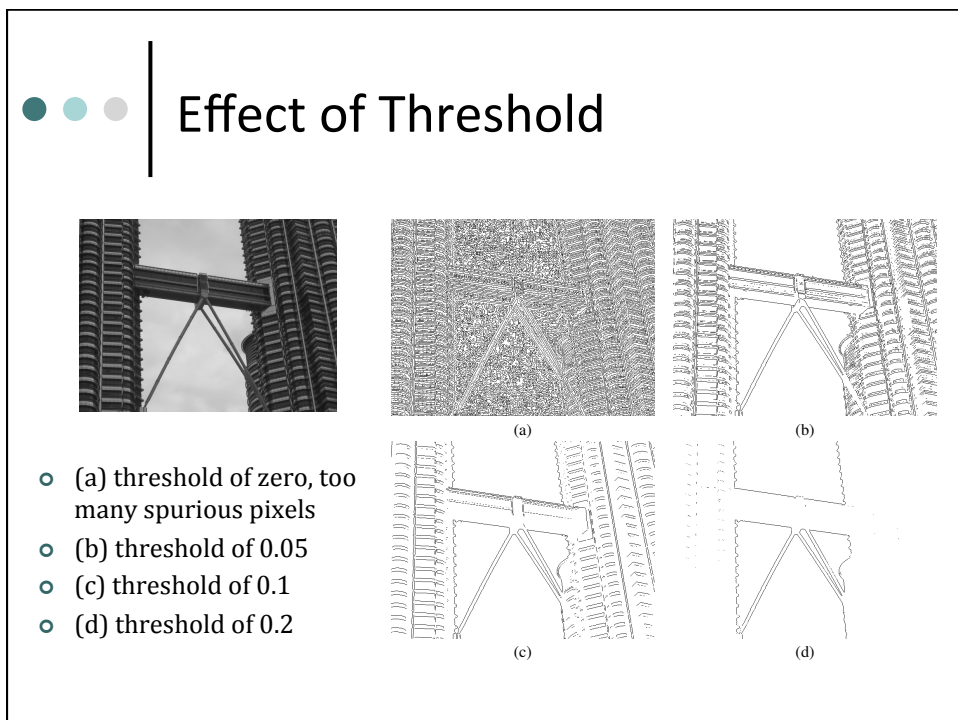 Effect of Threshold
(a)
(b)
(a) threshold of zero, too
many spurious pixels
(b) threshold of 0.05
(c) threshold of 0.1
(d) threshold of 0.2
(c)
(d)